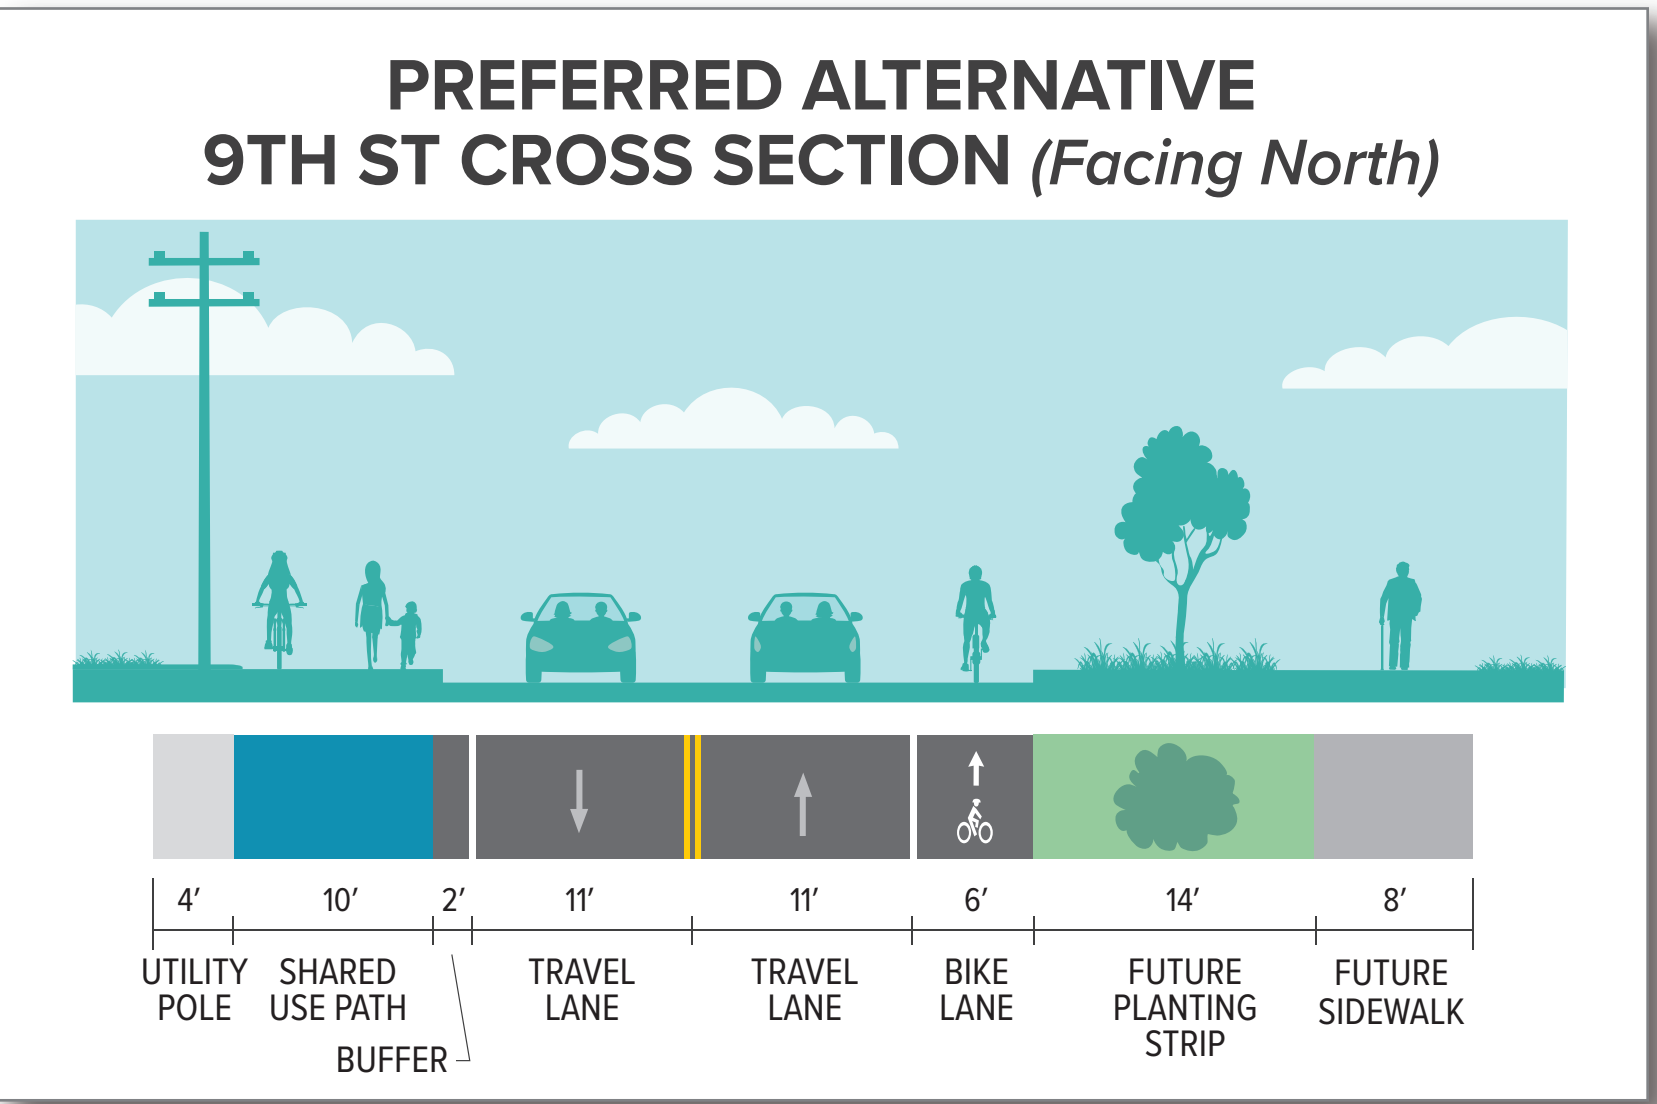 PREFERRED ALTERNATIVE
9TH ST CROSS SECTION (Facing North)
4’ 10’ 2’ 11’ 11’ 6’ 14’ 8’
UTILITY
POLE
SHARED
USE PATH
BUFFER
TRAVEL
LANE
TRAVEL
LANE
BIKE
LANE
FUTURE
PLANTING
STRIP
FUTURE
SIDEWALK